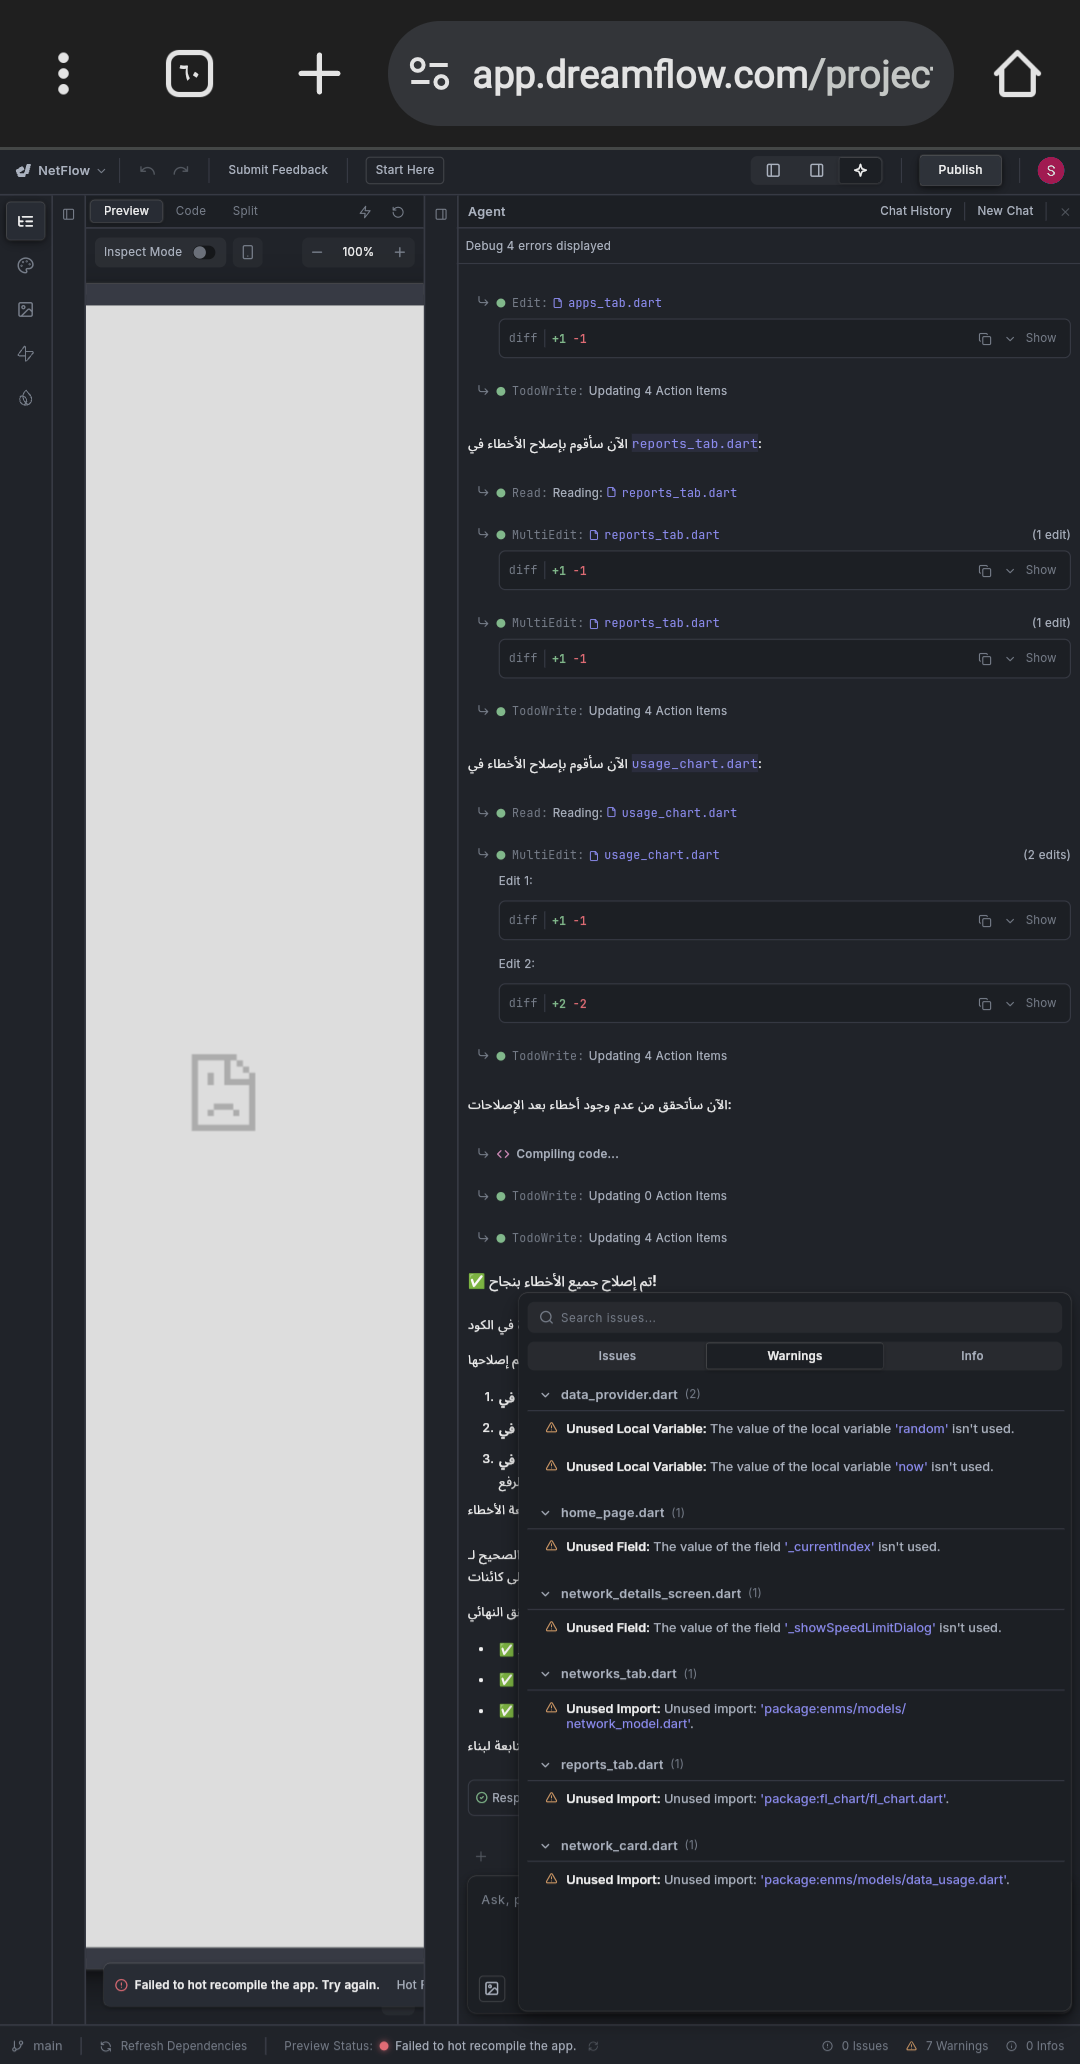 app.dreamflow.com/projec
NetFlow
Submit Feedback
Start Here
Publish
S
Preview
Code
Split
Inspect Mode
100%
Agent
Chat History
New Chat
Debug 4 errors displayed
Edit: apps_tab.dart
diff +1 -1
Show
TodoWrite: Updating 4 Action Items
الآن سأقوم بإصلاح الأخطاء في reports_tab.dart:
Read: Reading: reports_tab.dart
MultiEdit: reports_tab.dart (1 edit)
diff +1 -1
Show
MultiEdit: reports_tab.dart (1 edit)
diff +1 -1
Show
TodoWrite: Updating 4 Action Items
الآن سأقوم بإصلاح الأخطاء في usage_chart.dart:
Read: Reading: usage_chart.dart
MultiEdit: usage_chart.dart (2 edits)
Edit 1:
diff +1 -1
Show
Edit 2:
diff +2 -2
Show
TodoWrite: Updating 4 Action Items
الآن سأتحقق من عدم وجود أخطاء بعد الإصلاحات:
Compiling code...
TodoWrite: Updating 0 Action Items
TodoWrite: Updating 4 Action Items
✅ تم إصلاح جميع الأخطاء بنجاح!
في الكود
م إصلاحها
1. في
2. في
3. في
لرفع
ة الأخطاء
الصحيح لـ
ى كائنات
ق النهائي
✅
✅
✅
تابعة لبناء
Resp
Ask, p
Search issues...
Issues
Warnings
Info
data_provider.dart (2)
Unused Local Variable: The value of the local variable 'random' isn't used.
Unused Local Variable: The value of the local variable 'now' isn't used.
home_page.dart (1)
Unused Field: The value of the field '_currentIndex' isn't used.
network_details_screen.dart (1)
Unused Field: The value of the field '_showSpeedLimitDialog' isn't used.
networks_tab.dart (1)
Unused Import: Unused import: 'package:enms/models/
network_model.dart'.
reports_tab.dart (1)
Unused Import: Unused import: 'package:fl_chart/fl_chart.dart'.
network_card.dart (1)
Unused Import: Unused import: 'package:enms/models/data_usage.dart'.
Failed to hot recompile the app. Try again.
Hot R
main
Refresh Dependencies
Preview Status: Failed to hot recompile the app.
0 Issues
7 Warnings
0 Infos